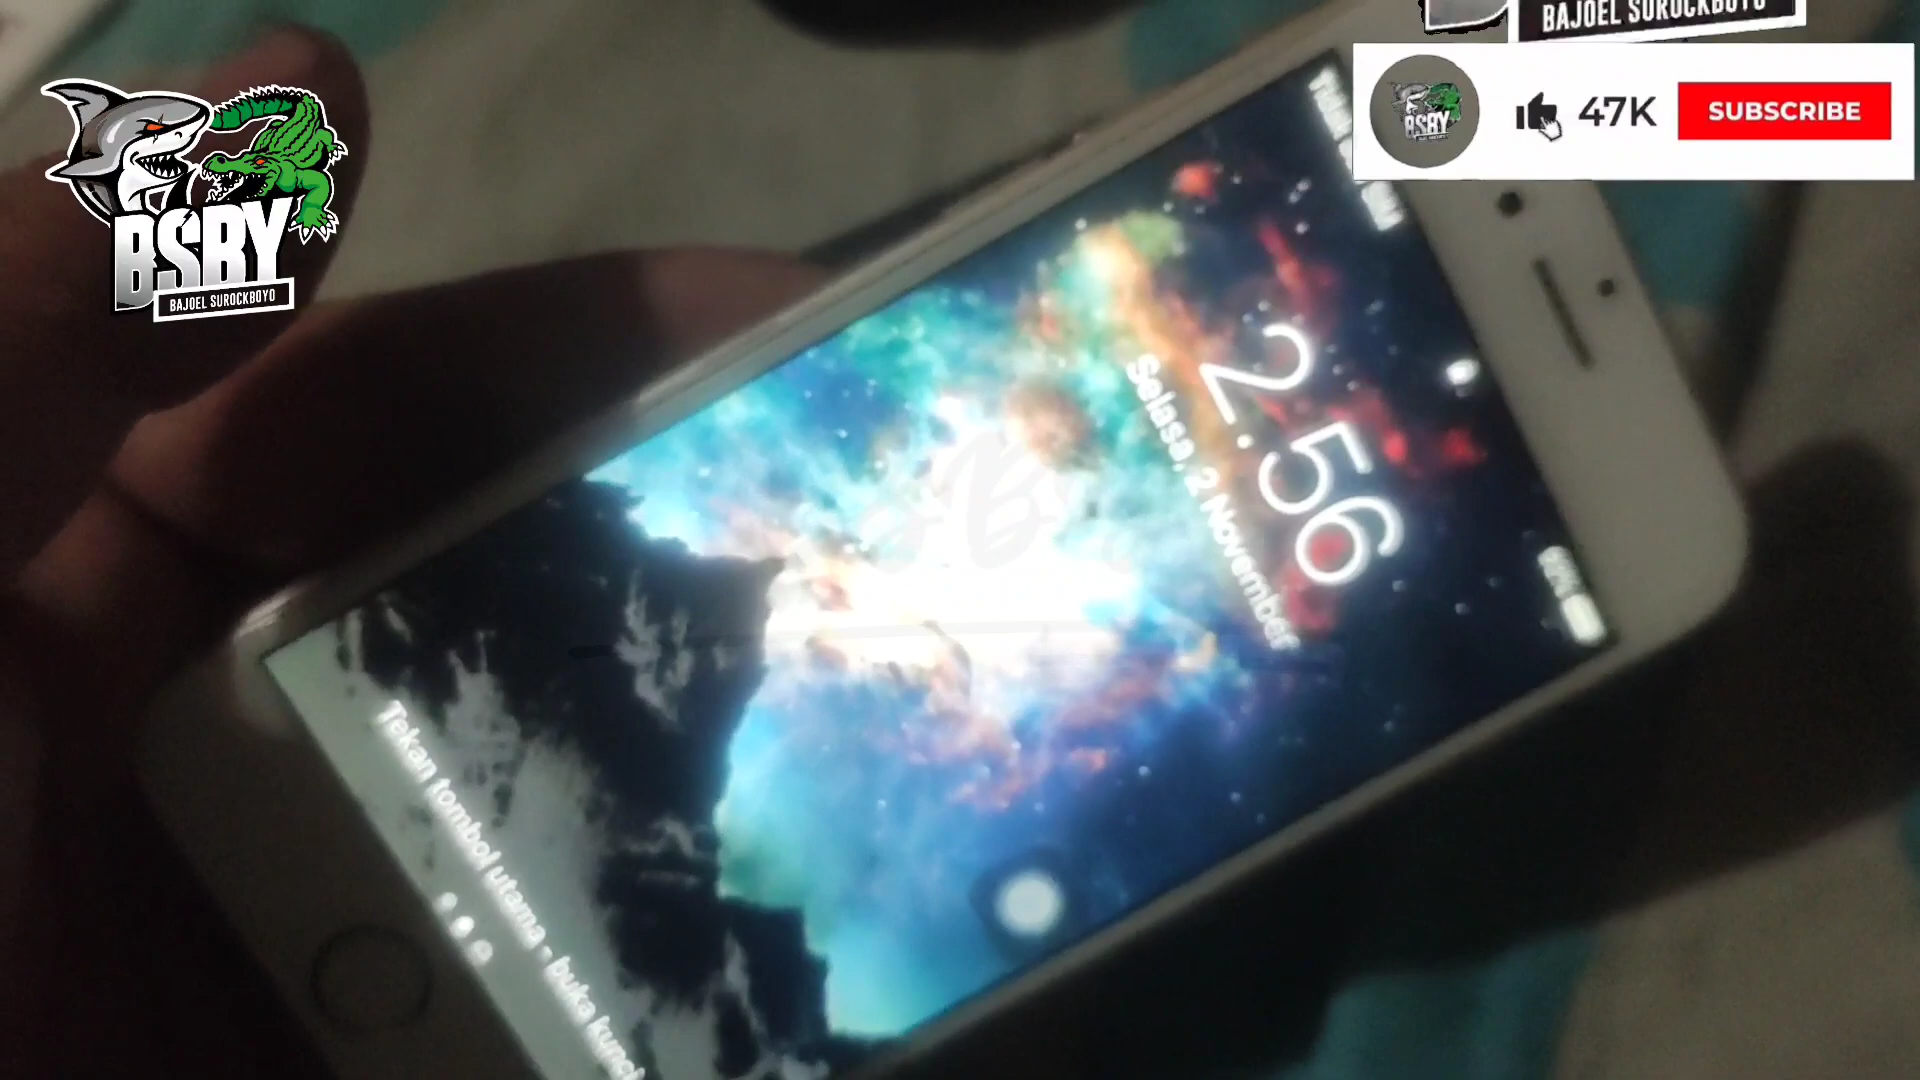 BAJOEL SUROCKBOYO
BSBY
47K
SUBSCRIBE
BSBY
BAJOEL SUROCKBOYO
2.56
Selasa, 2 November
Tekan tombol utama - buka kunci